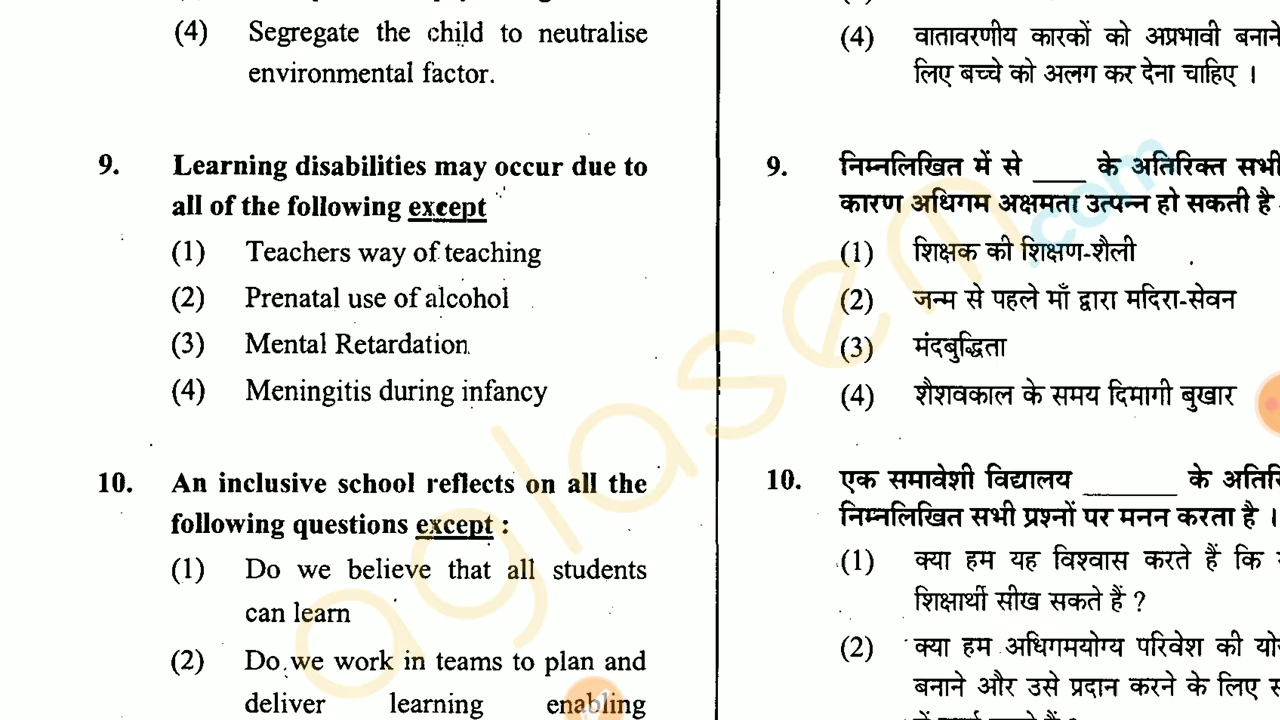 (4) Segregate the child to neutralise
environmental factor.
9. Learning disabilities may occur due to
all of the following except
(1) Teachers way of teaching
(2) Prenatal use of alcohol
(3) Mental Retardation
(4) Meningitis during infancy
10. An inclusive school reflects on all the
following questions except :
(1) Do we believe that all students
can learn
(2) Do we work in teams to plan and
deliver learning enabling
(4) वातावरणीय कारकों को अप्रभावी बनाने
लिए बच्चे को अलग कर देना चाहिए ।
9. निम्नलिखित में से ____ के अतिरिक्त सभी
कारण अधिगम अक्षमता उत्पन्न हो सकती है
(1) शिक्षक की शिक्षण-शैली
(2) जन्म से पहले माँ द्वारा मदिरा-सेवन
(3) मंदबुद्धिता
(4) शैशवकाल के समय दिमागी बुखार
10. एक समावेशी विद्यालय _______ के
निम्नलिखित सभी प्रश्नों पर मनन करता है ।
(1) क्या हम यह विश्वास करते हैं कि
शिक्षार्थी सीख सकते हैं ?
(2) क्या हम अधिगमयोग्य परिवेश की
बनाने और उसे प्रदान करने के लिए
aglasem.com